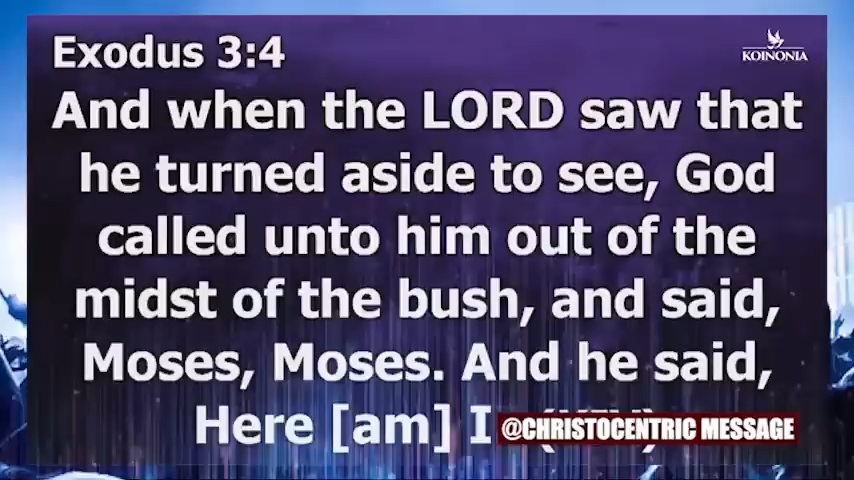 Exodus 3:4
KOINONIA
And when the LORD saw that
he turned aside to see, God
called unto him out of the
midst of the bush, and said,
Moses, Moses. And he said,
Here [am] I
@CHRISTOCENTRIC MESSAGE